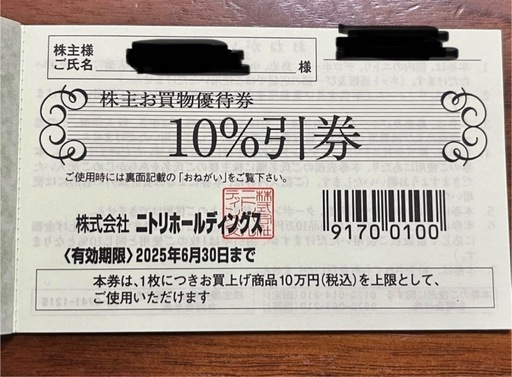 株主様
ご氏名
様
株主お買物優待券
10%引券
ご使用時には裏面記載の「おねがい」をご覧下さい。
株式会社 ニトリホールディングス
91700100
〈有効期限〉2025年6月30日まで
本券は、1枚につきお買上げ商品10万円(税込)を上限として、
ご使用いただけます